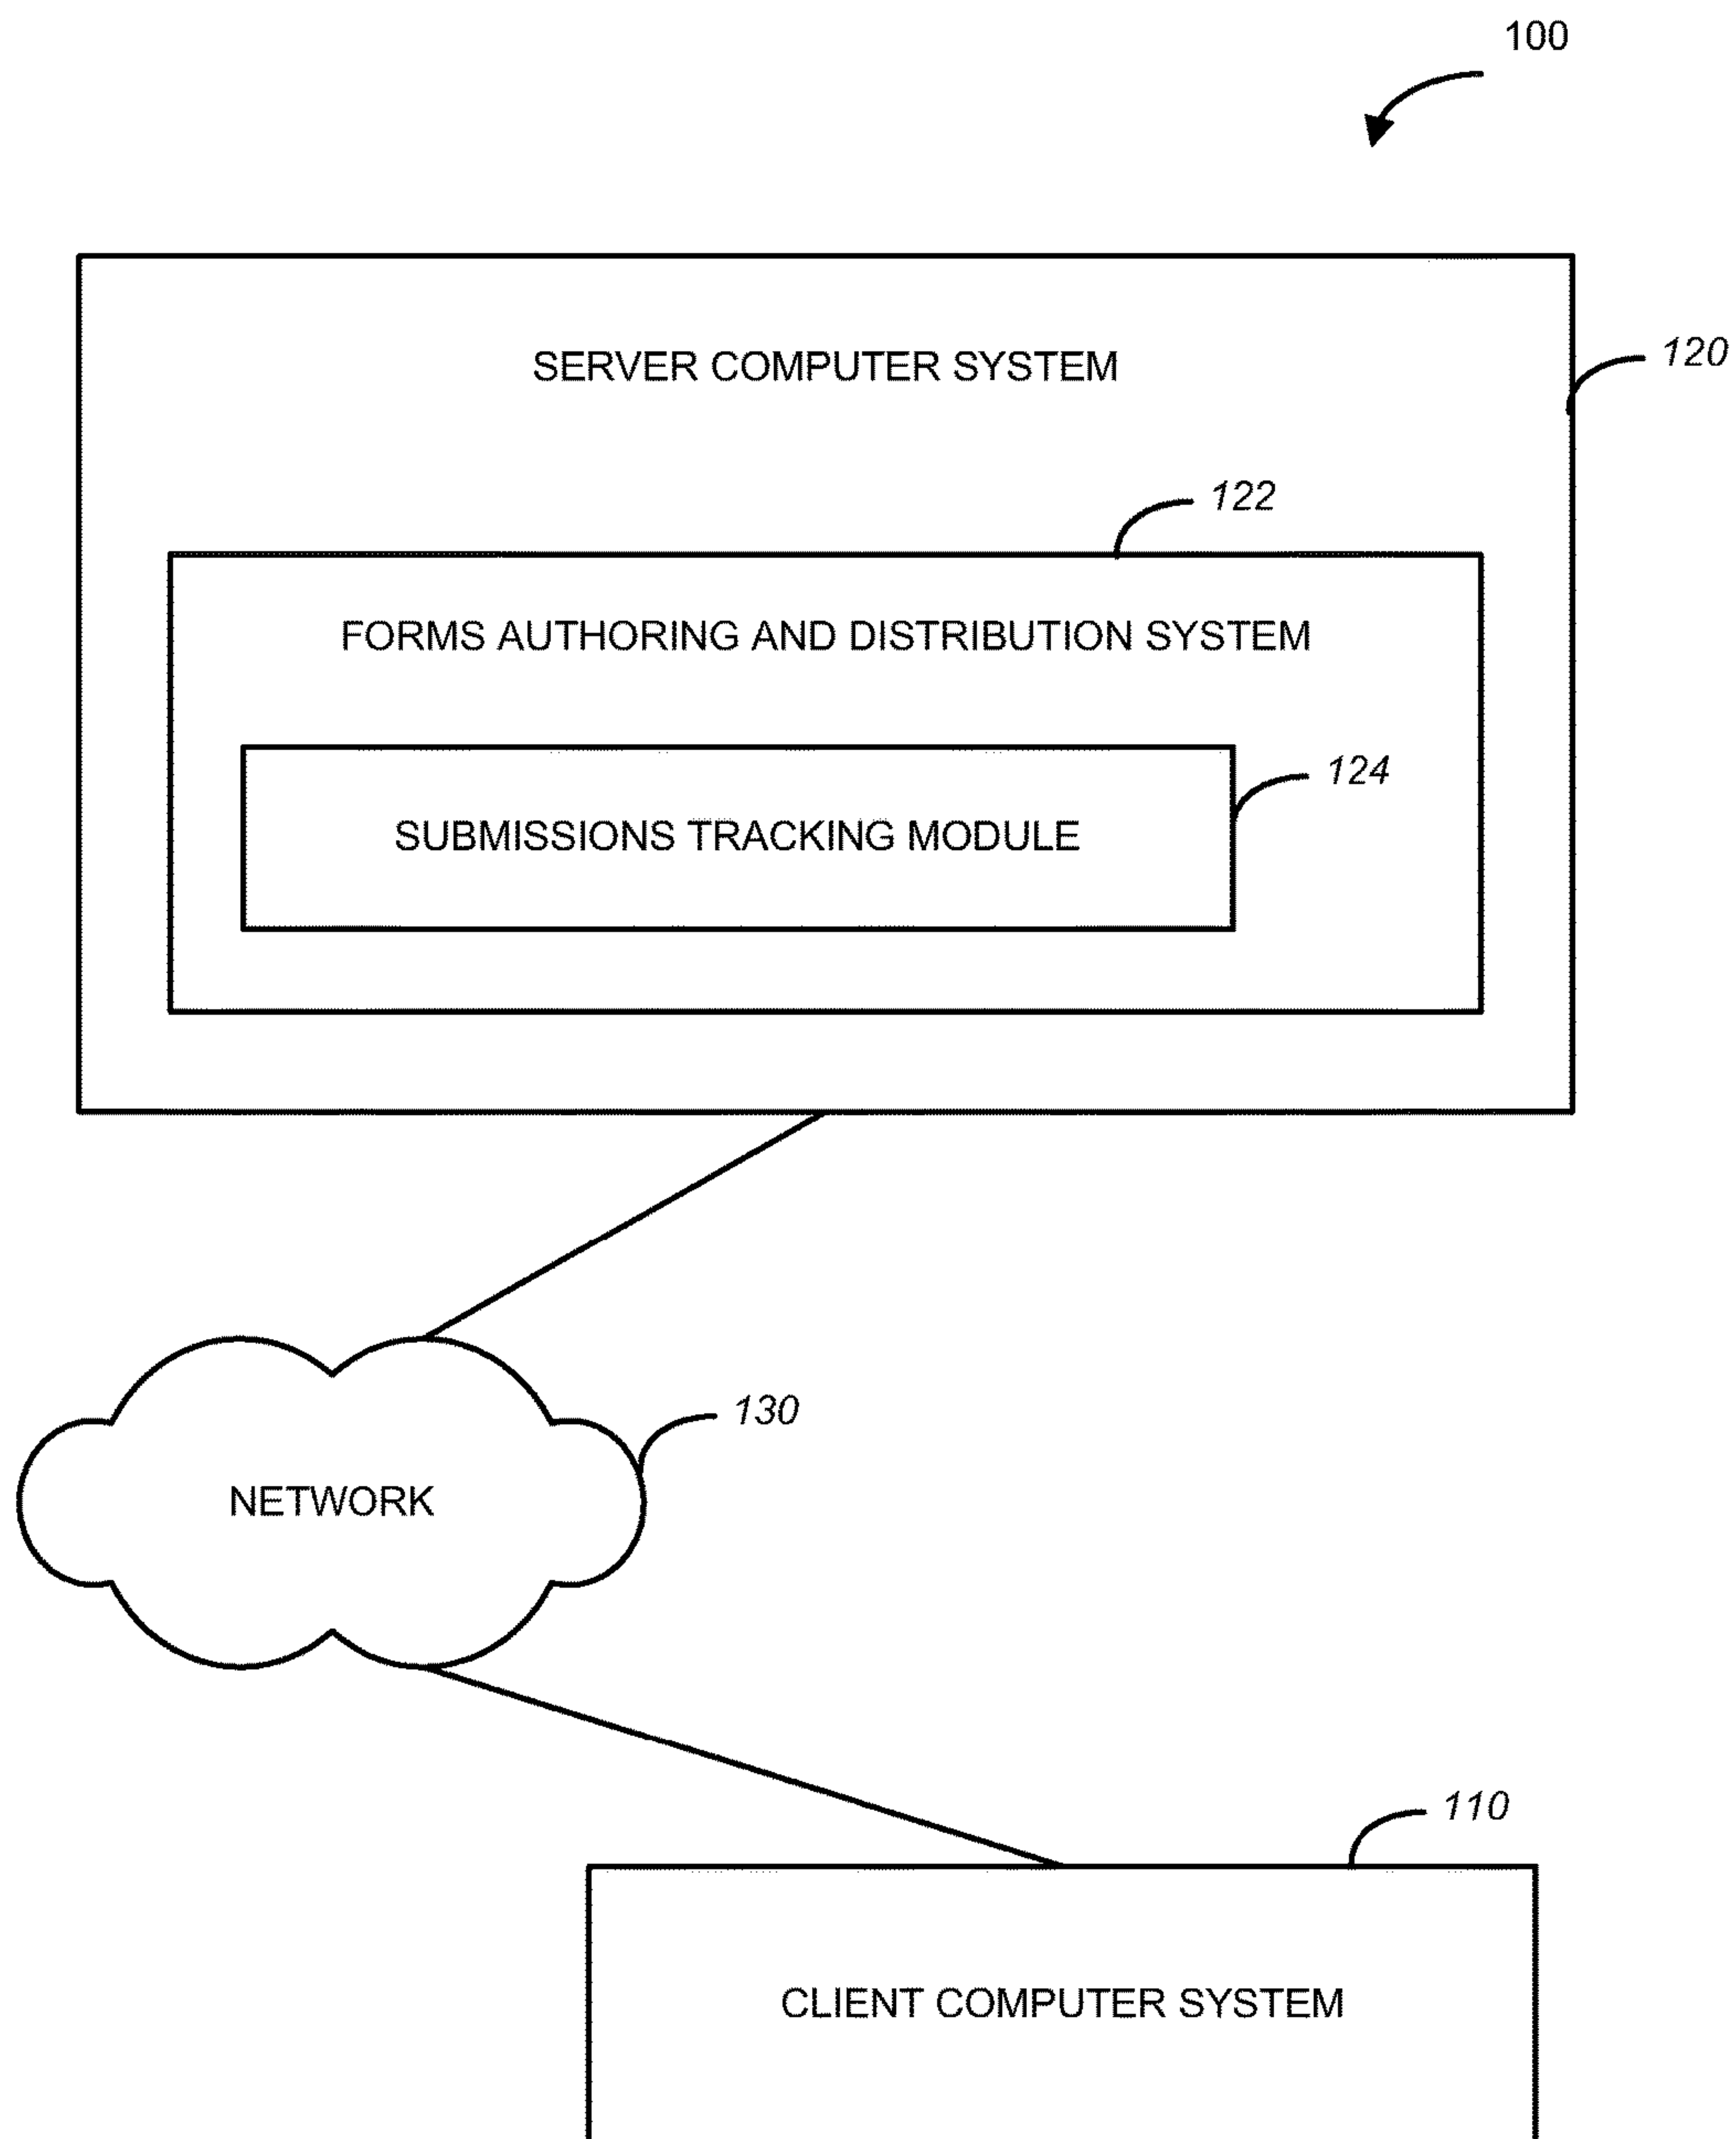 100
SERVER COMPUTER SYSTEM
120
122
FORMS AUTHORING AND DISTRIBUTION SYSTEM
124
SUBMISSIONS TRACKING MODULE
130
NETWORK
110
CLIENT COMPUTER SYSTEM